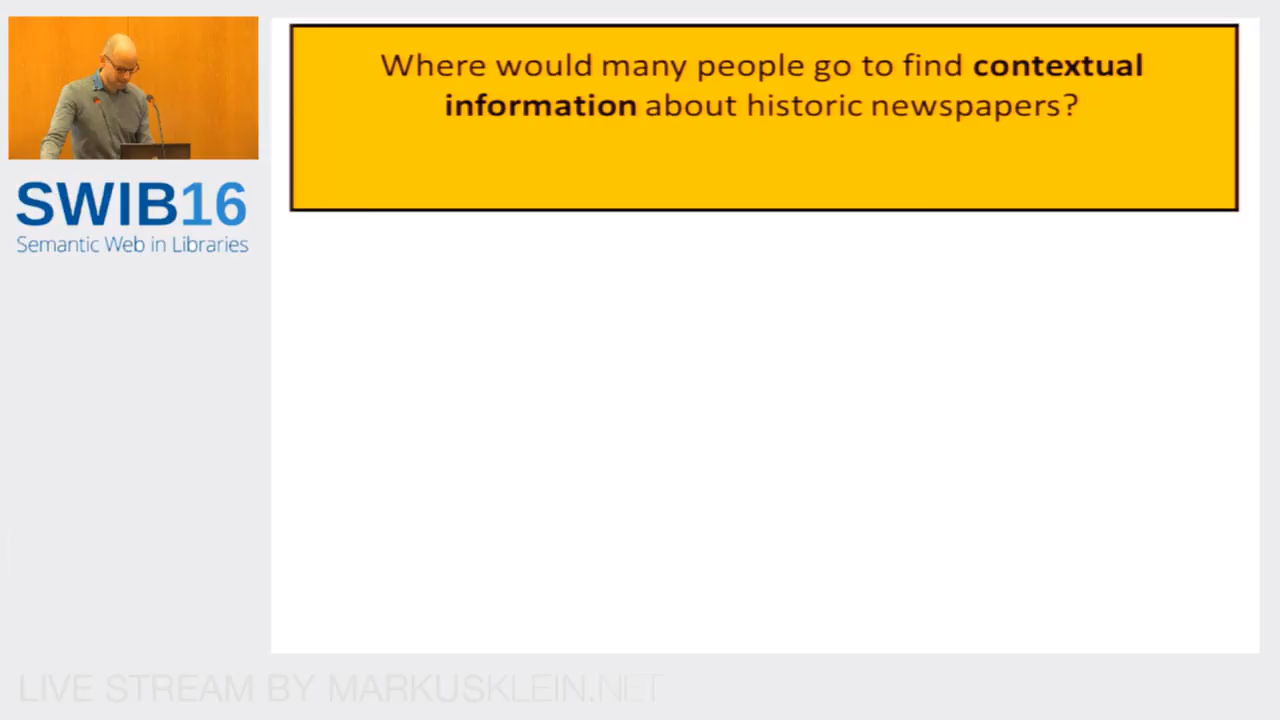 Where would many people go to find contextual
information about historic newspapers?
SWIB16
Semantic Web in Libraries
LIVE STREAM BY MARKUSKLEIN.NET